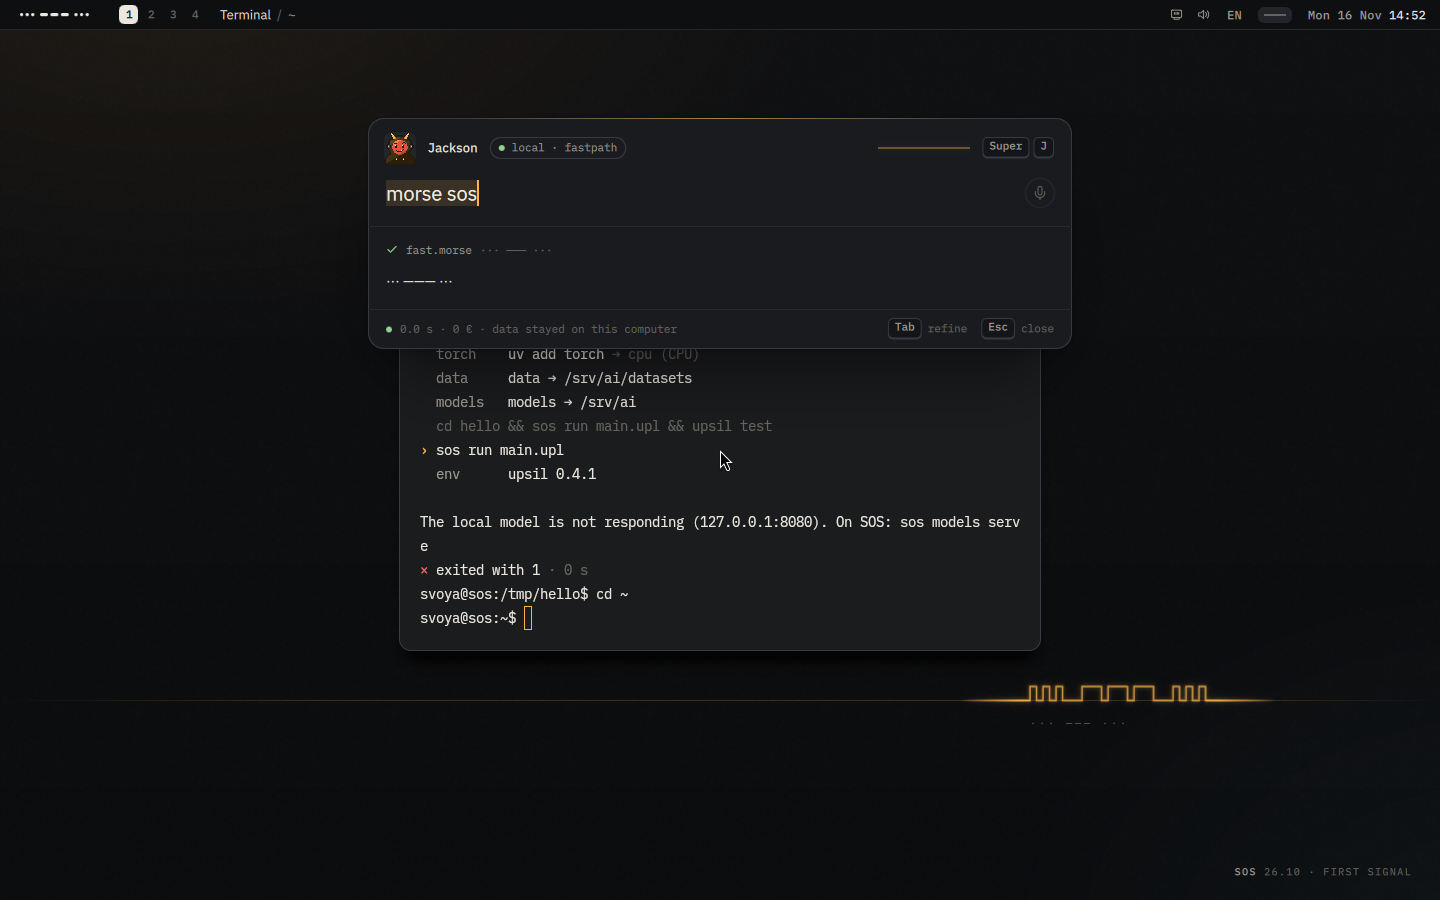 ··· ——— ··· 1 2 3 4 Terminal / ~ EN Mon 16 Nov 14:52
Jackson local · fastpath Super J
morse sos
fast.morse ··· ——— ···
··· ——— ···
0.0 s · 0 € · data stayed on this computer Tab refine Esc close
torch uv add torch → cpu (CPU)
data data → /srv/ai/datasets
models models → /srv/ai
cd hello && sos run main.upl && upsil test
› sos run main.upl
env upsil 0.4.1
The local model is not responding (127.0.0.1:8080). On SOS: sos models serv
e
× exited with 1 · 0 s
svoya@sos:/tmp/hello$ cd ~
svoya@sos:~$
··· ——— ···
SOS 26.10 · FIRST SIGNAL